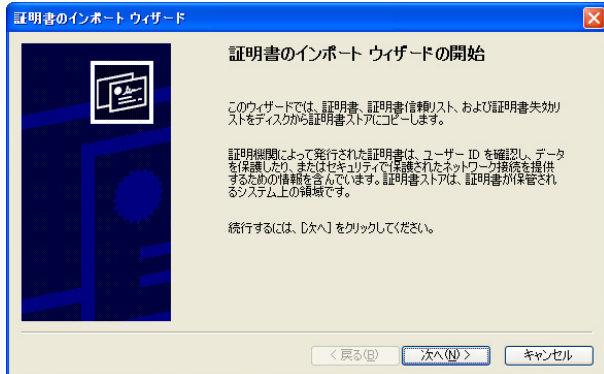 証明書のインポート ウィザード
証明書のインポート ウィザードの開始
このウィザードでは、証明書、証明書信頼リスト、および証明書失効リ
ストをディスクから証明書ストアにコピーします。
証明機関によって発行された証明書は、ユーザー ID を確認し、データ
を保護したり、またはセキュリティで保護されたネットワーク接続を提供
するための情報を含んでいます。証明書ストアは、証明書が保管され
るシステム上の領域です。
続行するには、[次へ] をクリックしてください。
< 戻る(B)
次へ(N) >
キャンセル